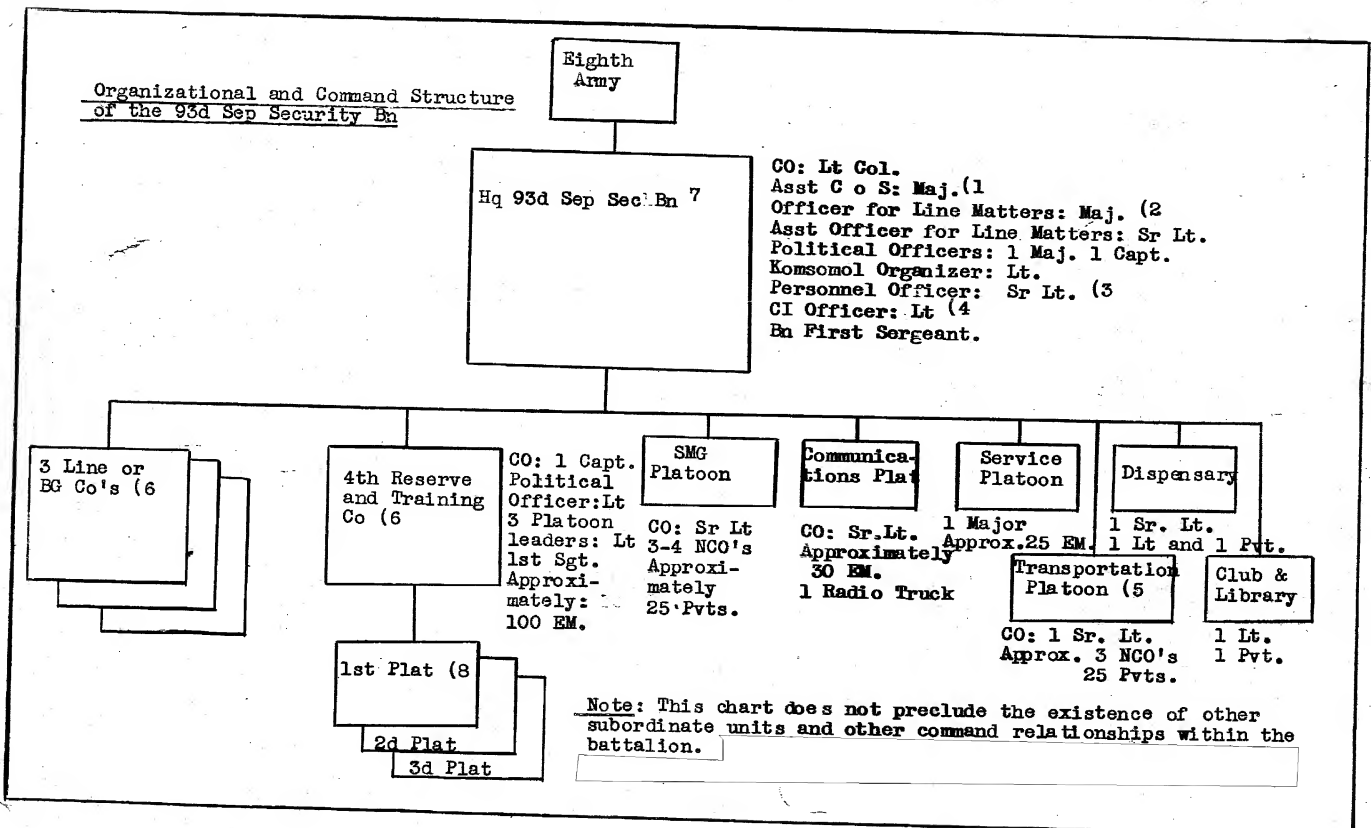 Eighth
Army
Organizational and Command Structure
of the 93d Sep Security Bn
Hq 93d Sep Sec Bn 7
CO: Lt Col.
Asst C o S: Maj.(1
Officer for Line Matters: Maj. (2
Asst Officer for Line Matters: Sr Lt.
Political Officers: 1 Maj. 1 Capt.
Komsomol Organizer: Lt.
Personnel Officer: Sr Lt. (3
CI Officer: Lt (4
Bn First Sergeant.
3 Line or
BG Co's (6
4th Reserve
and Training
Co (6
CO: 1 Capt.
Political
Officer:Lt
3 Platoon
leaders: Lt
1st Sgt.
Approxi-
mately:
100 EM.
1st Plat (8
2d Plat
3d Plat
SMG
Platoon
CO: Sr Lt
3-4 NCO's
Approxi-
mately
25 Pvts.
Communica-
tions Plat
CO: Sr.Lt.
Approximately
30 EM.
1 Radio Truck
Service
Platoon
1 Major
Approx.25 EM.
Dispensary
1 Sr. Lt.
1 Lt and 1 Pvt.
Transportation
Platoon (5
CO: 1 Sr. Lt.
Approx. 3 NCO's
25 Pvts.
Club &
Library
1 Lt.
1 Pvt.
Note: This chart does not preclude the existence of other
subordinate units and other command relationships within the
battalion.